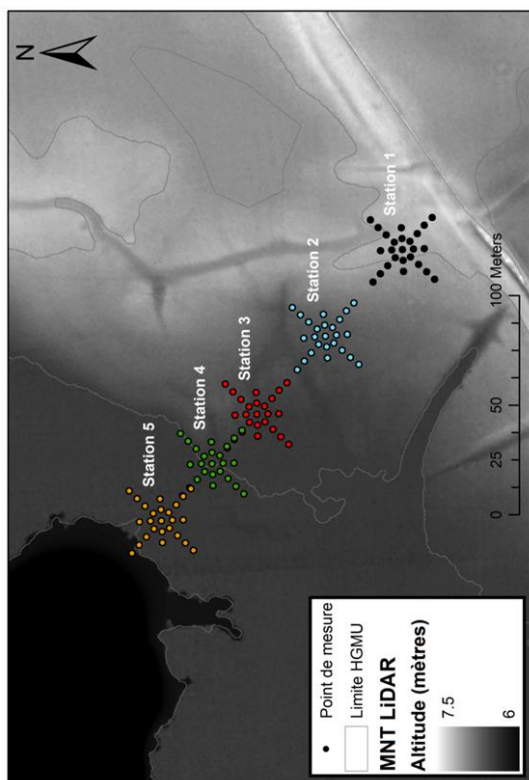 N
Station 1
Station 2
Station 3
Station 4
Station 5
0 25 50 100 Meters
Point de mesure
Limite HGMU
MNT LiDAR
Altitude (mètres)
7.5
6